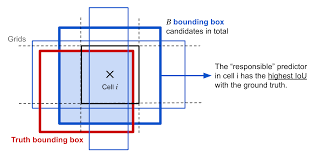 B bounding box
candidates in total
Grids
The "responsible" predictor
in cell i has the highest IoU
with the ground truth.
Cell i
Truth bounding box